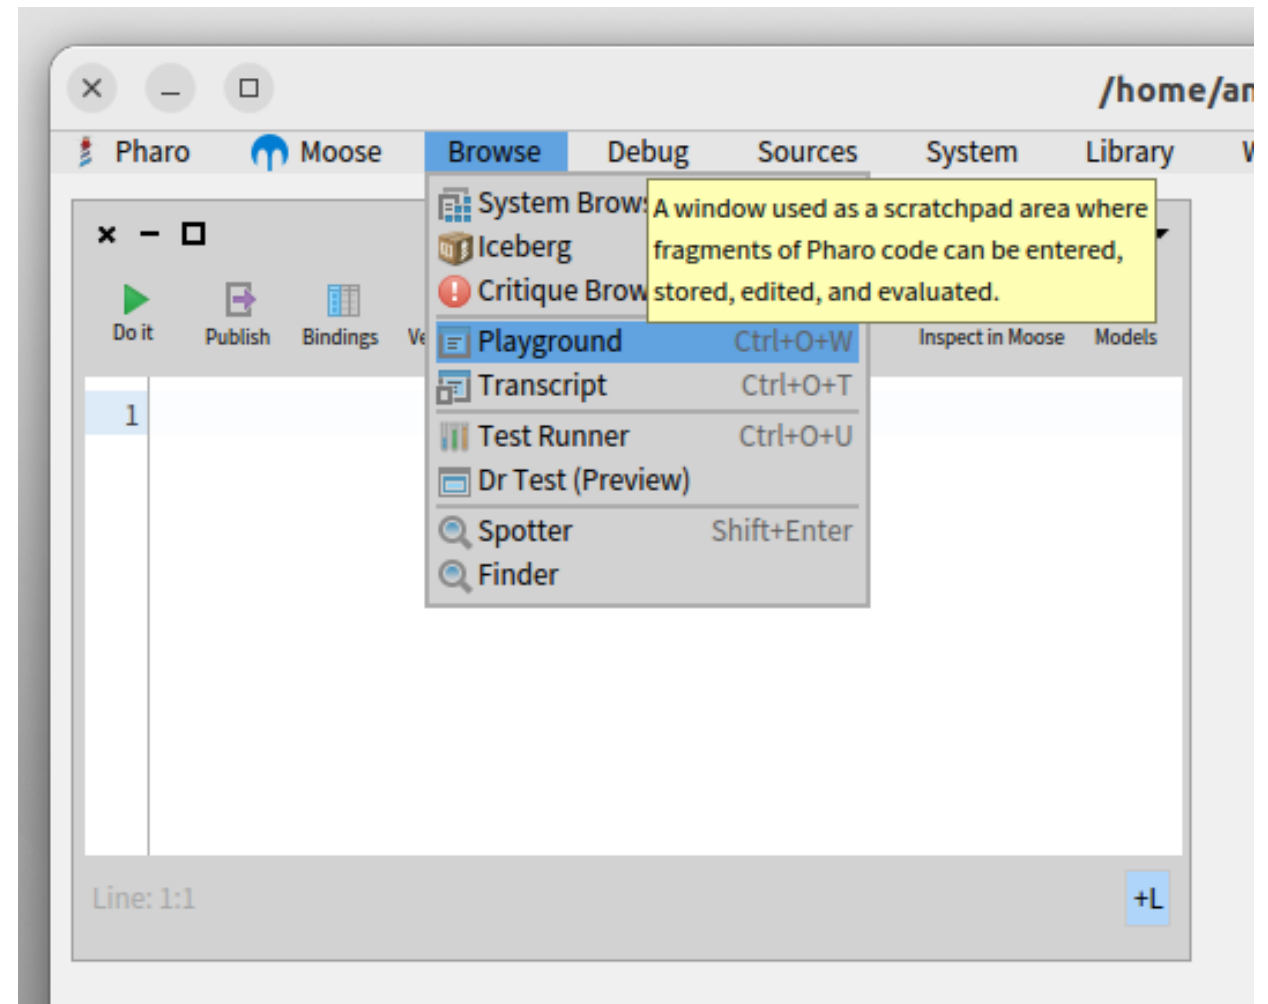 /home/an
Pharo Moose Browse Debug Sources System Library
System Brows
Iceberg
Critique Brow
A window used as a scratchpad area where
fragments of Pharo code can be entered,
stored, edited, and evaluated.
Do it Publish Bindings Ve
Inspect in Moose Models
Playground Ctrl+O+W
Transcript Ctrl+O+T
Test Runner Ctrl+O+U
Dr Test (Preview)
Spotter Shift+Enter
Finder
1
Line: 1:1
+L